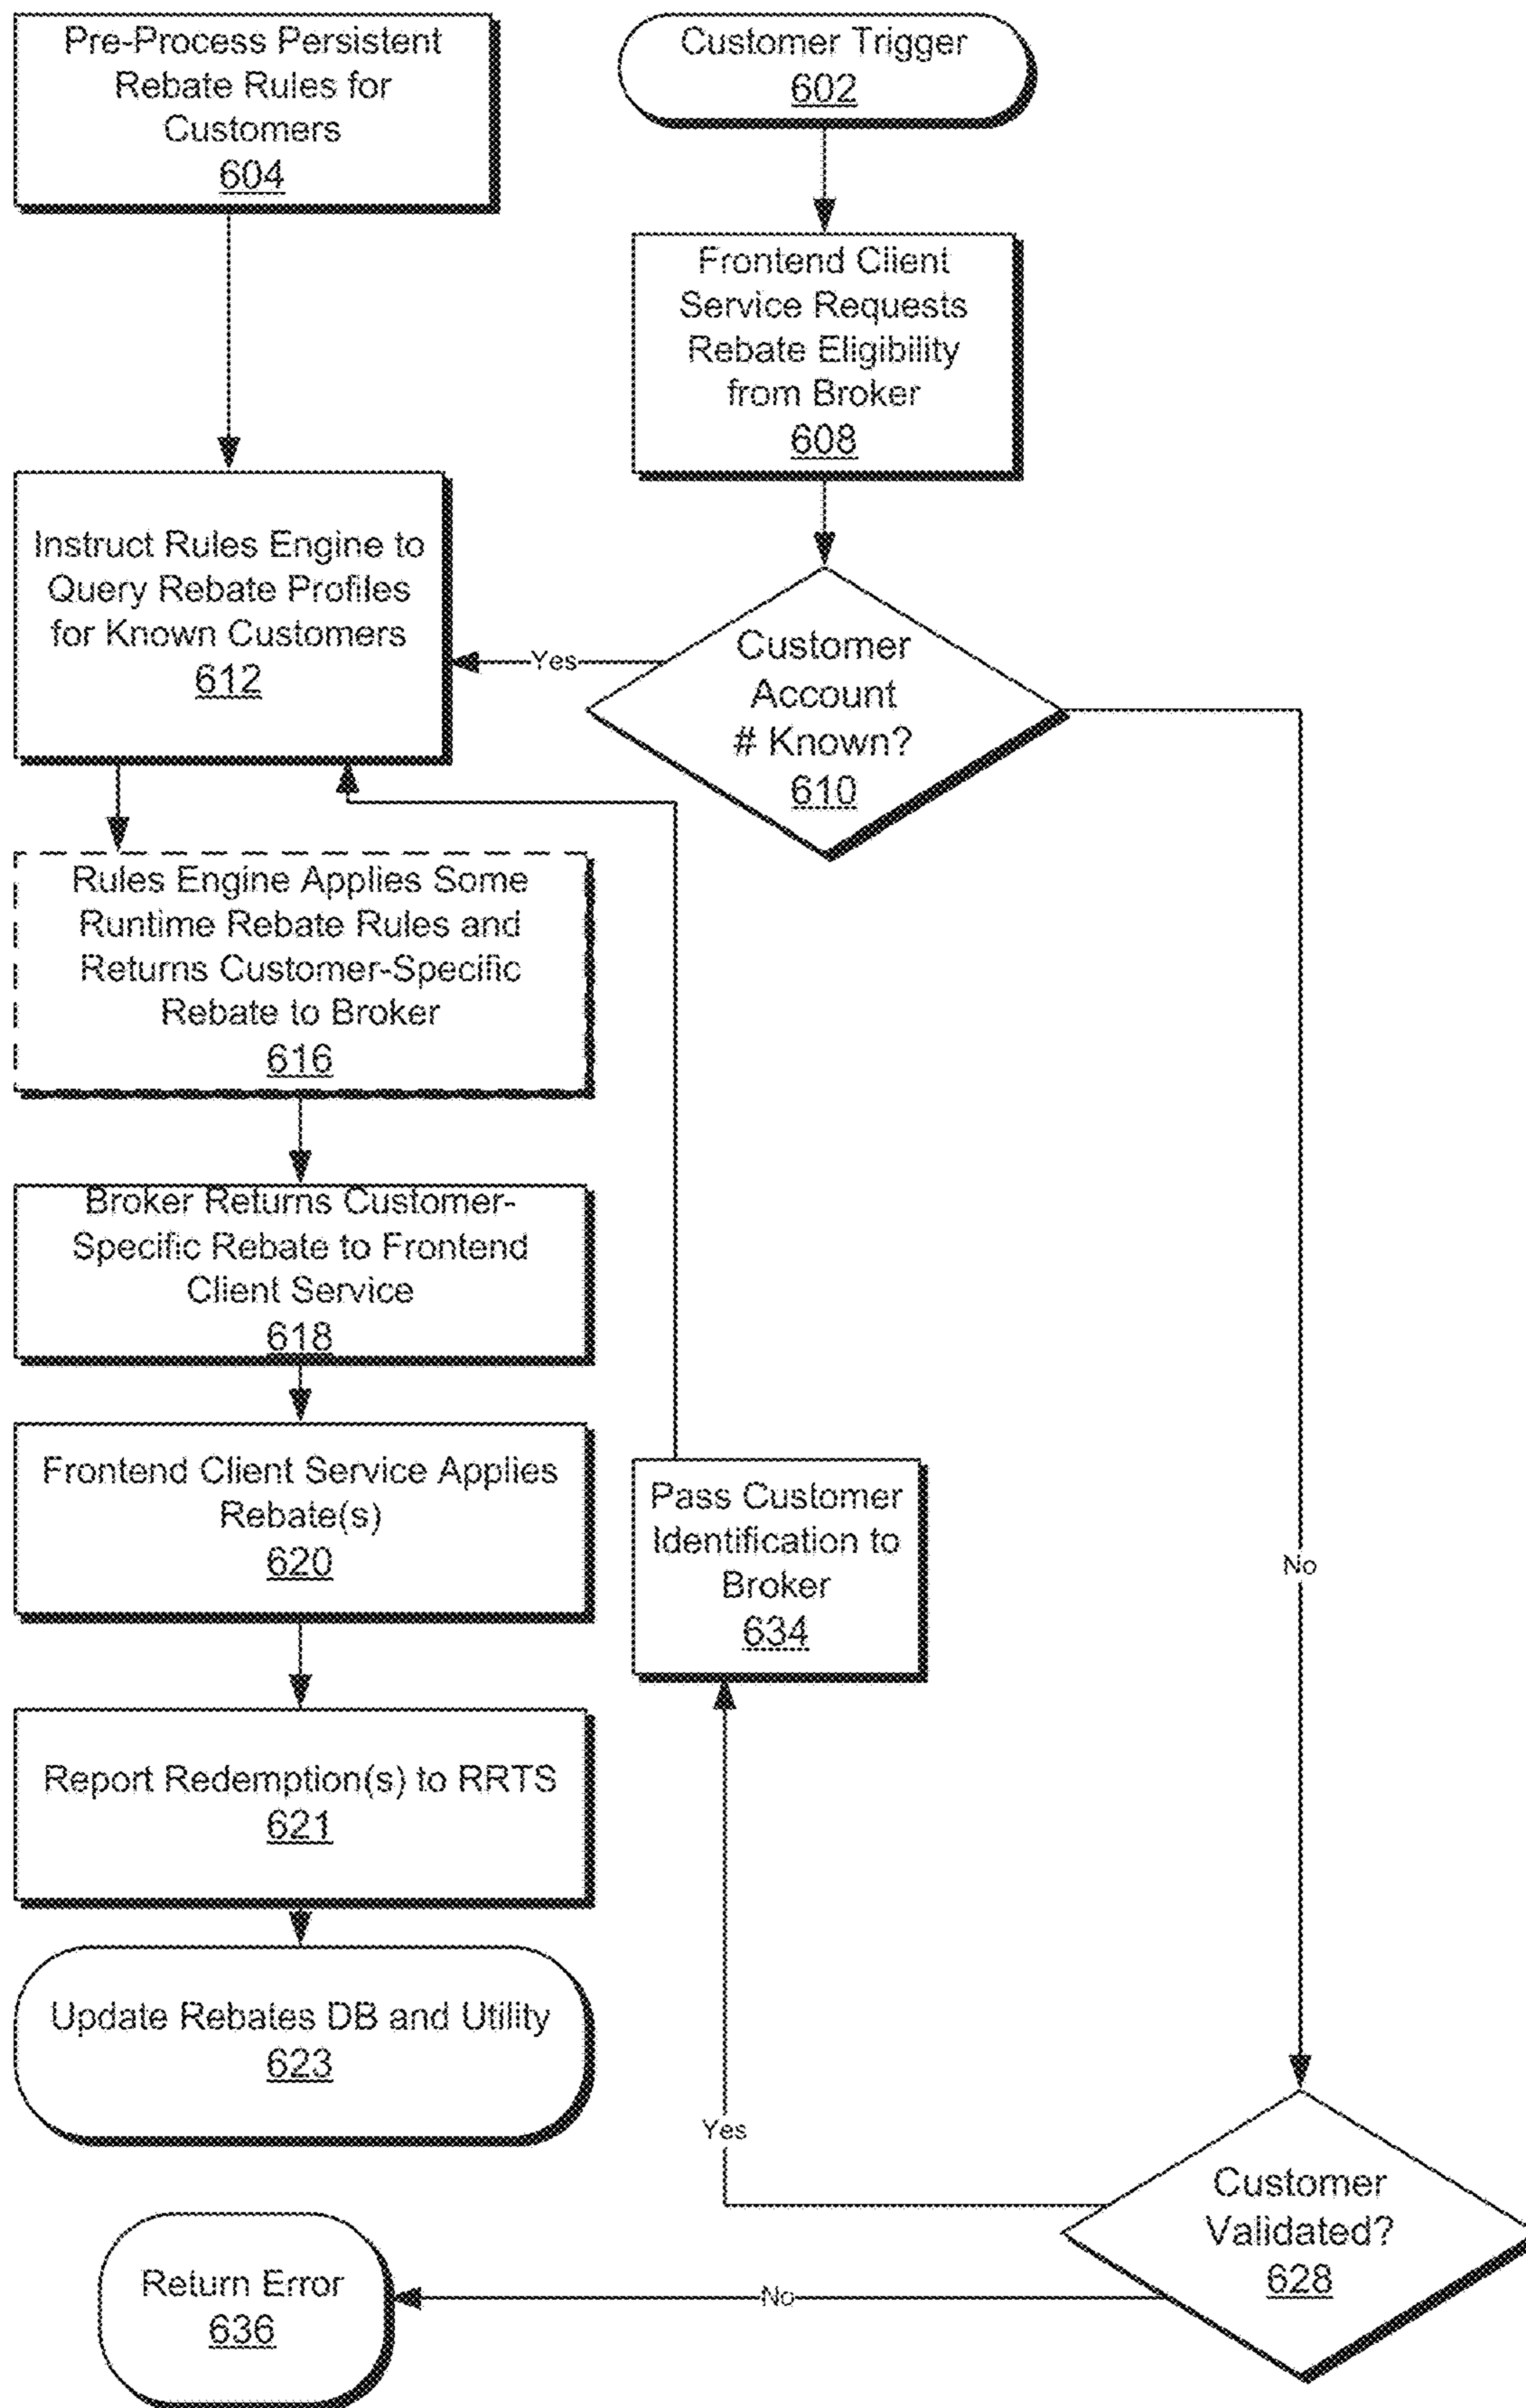 Pre-Process Persistent
Rebate Rules for
Customers
604
Customer Trigger
602
Frontend Client
Service Requests
Rebate Eligibility
from Broker
608
Instruct Rules Engine to
Query Rebate Profiles
for Known Customers
612
Yes
Customer
Account
# Known?
610
Rules Engine Applies Some
Runtime Rebate Rules and
Returns Customer-Specific
Rebate to Broker
616
Broker Returns Customer-
Specific Rebate to Frontend
Client Service
618
Frontend Client Service Applies
Rebate(s)
620
Pass Customer
Identification to
Broker
634
No
Report Redemption(s) to RRTS
621
Update Rebates DB and Utility
623
Yes
Customer
Validated?
628
Return Error
636
No